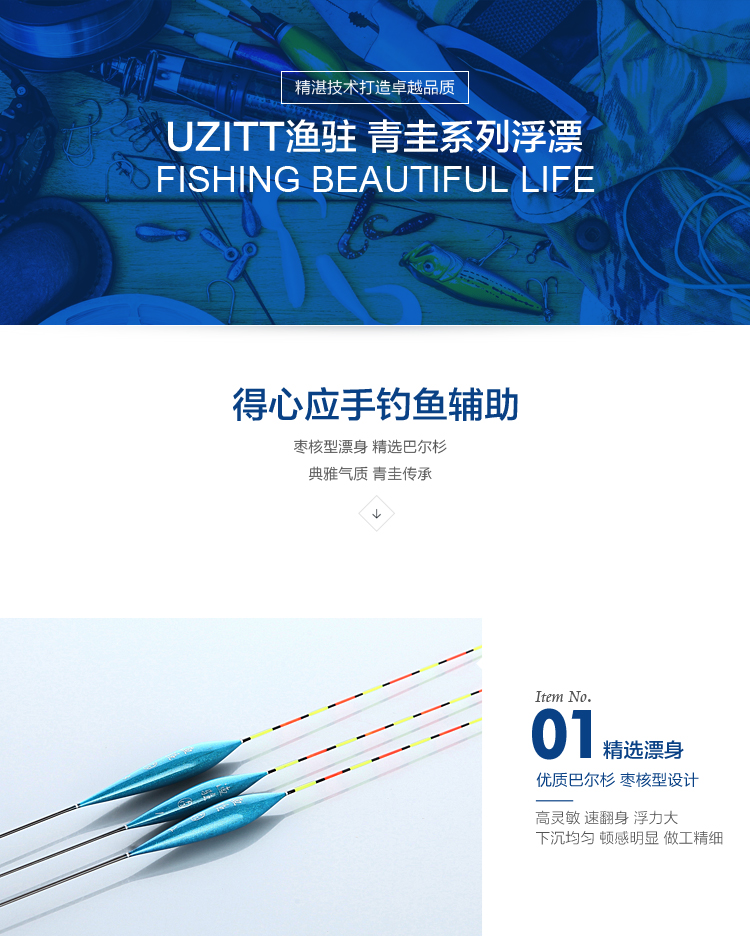 精湛技术打造卓越品质
UZITT渔驻 青圭系列浮漂
FISHING BEAUTIFUL LIFE
得心应手钓鱼辅助
枣核型漂身 精选巴尔杉
典雅气质 青圭传承
Item No.
01 精选漂身
优质巴尔杉 枣核型设计
高灵敏 速翻身 浮力大
下沉均匀 顿感明显 做工精细